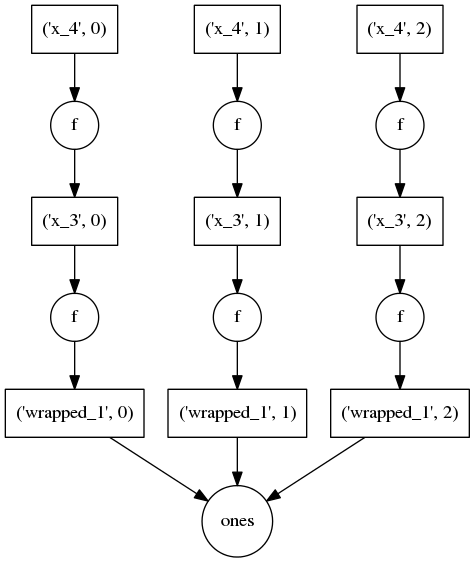 ('x_4', 0)
('x_4', 1)
('x_4', 2)
f
f
f
('x_3', 0)
('x_3', 1)
('x_3', 2)
f
f
f
('wrapped_1', 0)
('wrapped_1', 1)
('wrapped_1', 2)
ones